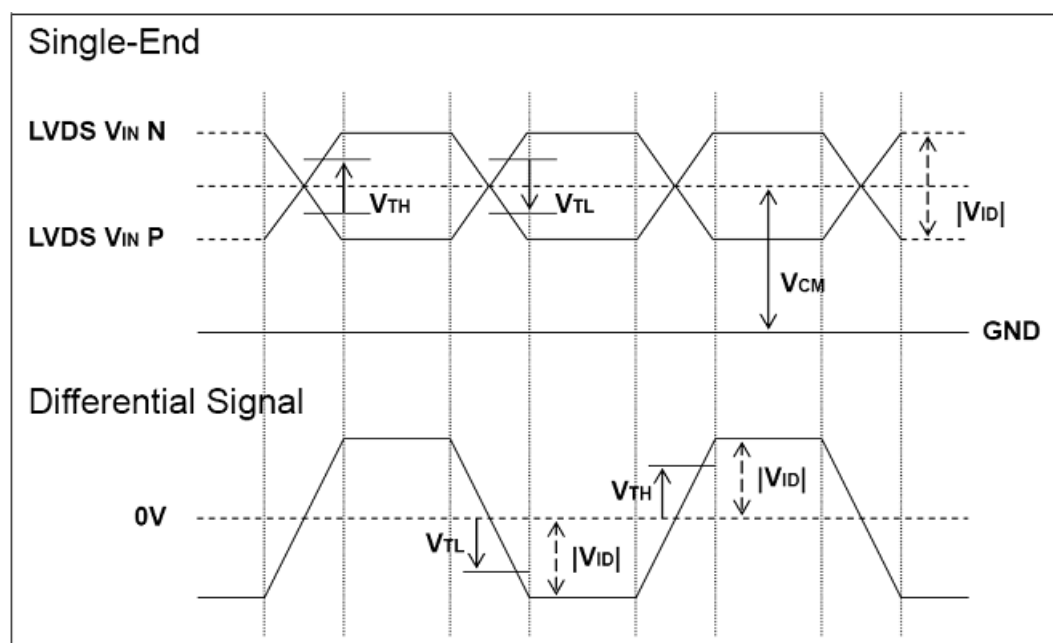 Single-End
LVDS VIN N
VTH
VTL
|VID|
LVDS VIN P
VCM
GND
Differential Signal
VTH
|VID|
0V
VTL
|VID|